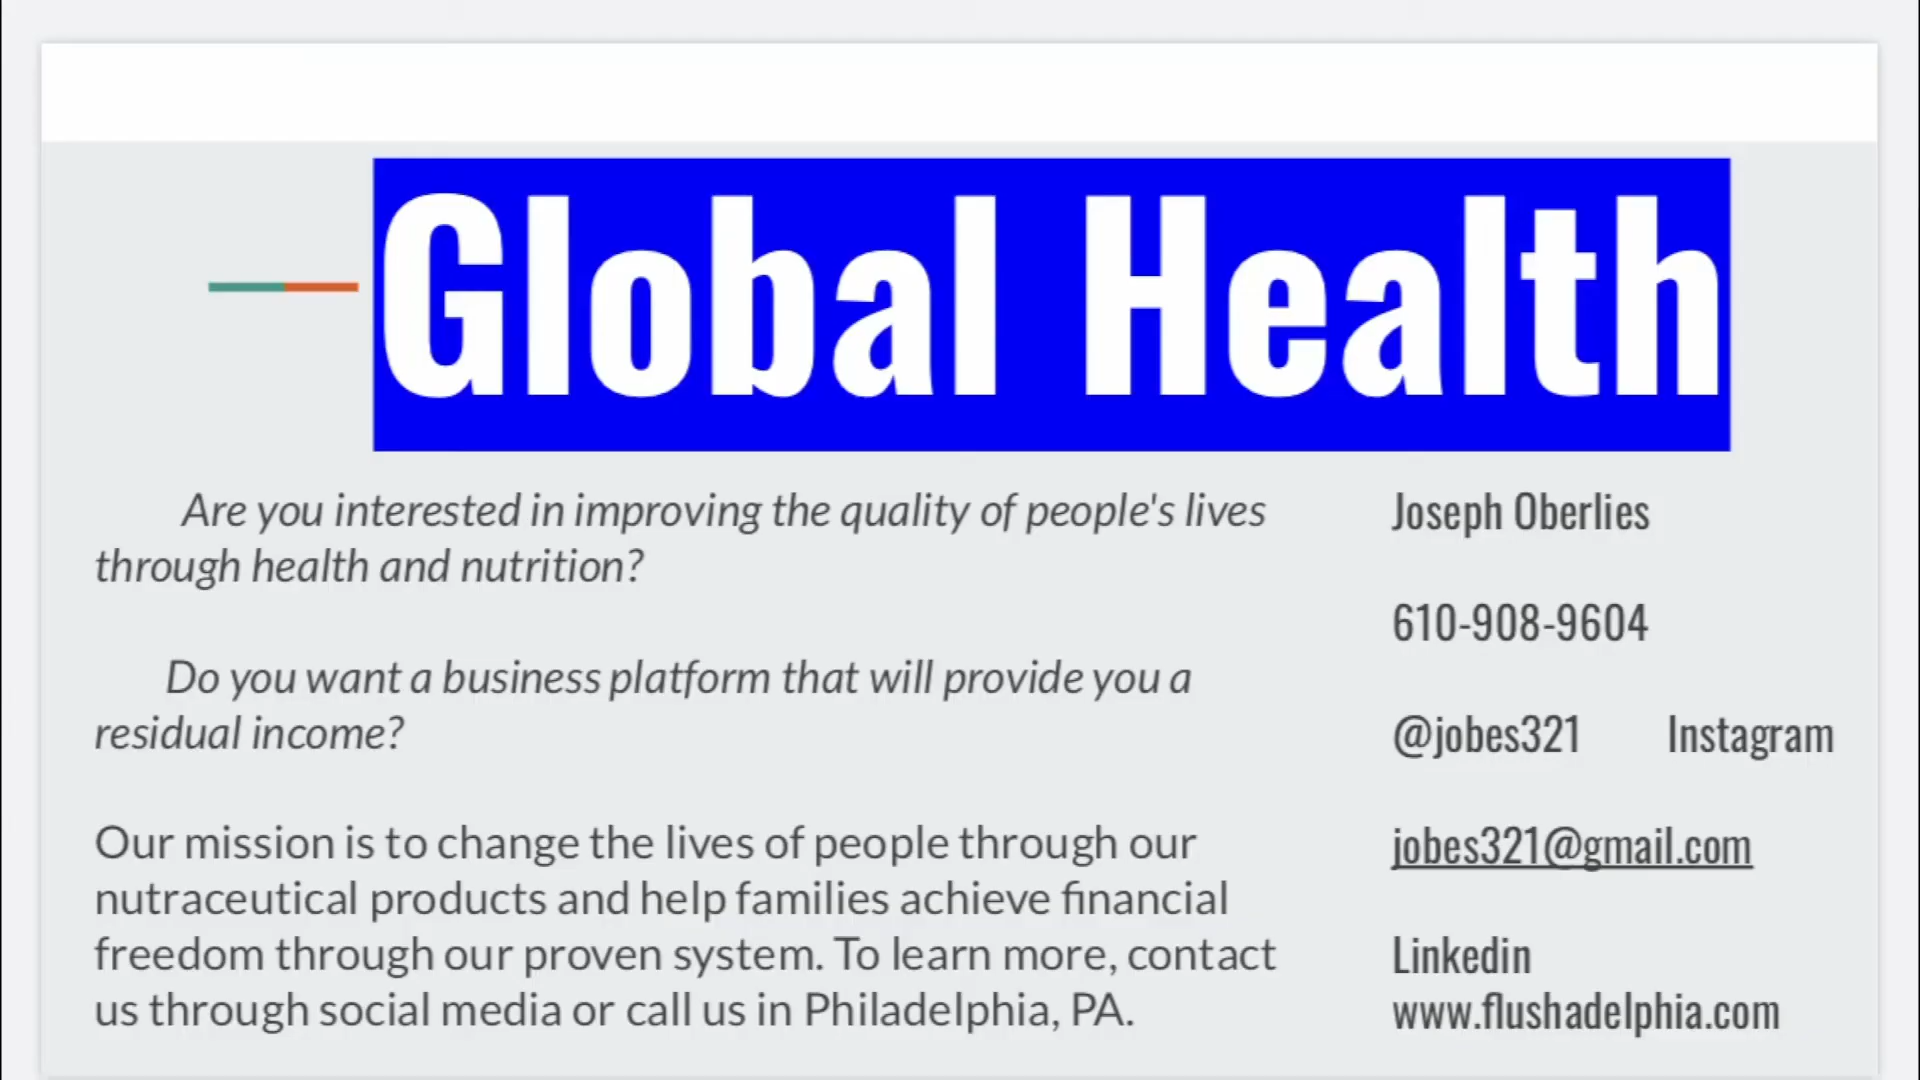 Global Health
Are you interested in improving the quality of people's lives
through health and nutrition?
Do you want a business platform that will provide you a
residual income?
Our mission is to change the lives of people through our
nutraceutical products and help families achieve financial
freedom through our proven system. To learn more, contact
us through social media or call us in Philadelphia, PA.
Joseph Oberlies
610-908-9604
@jobes321 Instagram
jobes321@gmail.com
Linkedin
www.flushadelphia.com